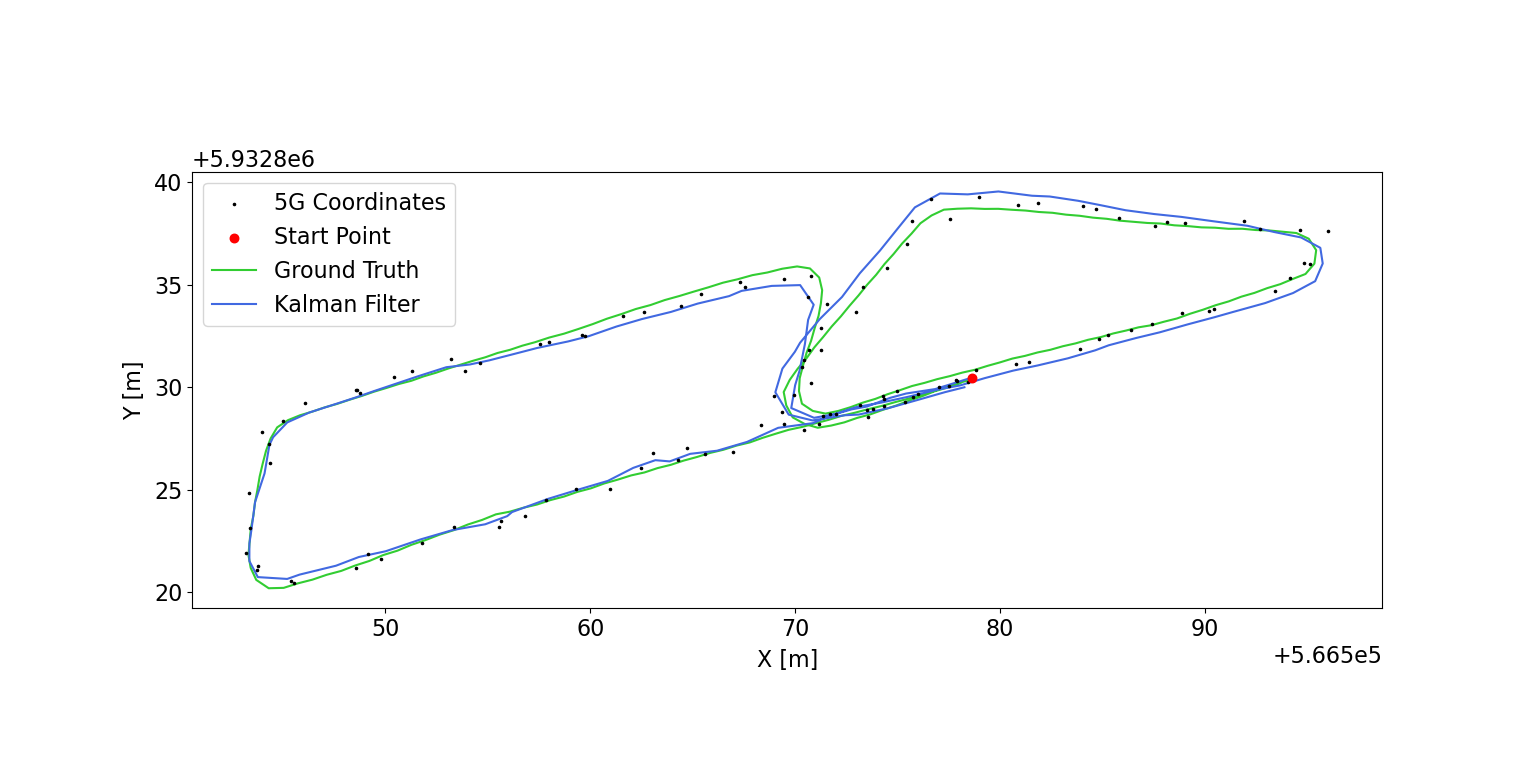 +5.9328e6
40
35
30
25
20
Y [m]
5G Coordinates
Start Point
Ground Truth
Kalman Filter
50
60
70
80
90
X [m]
+5.665e5